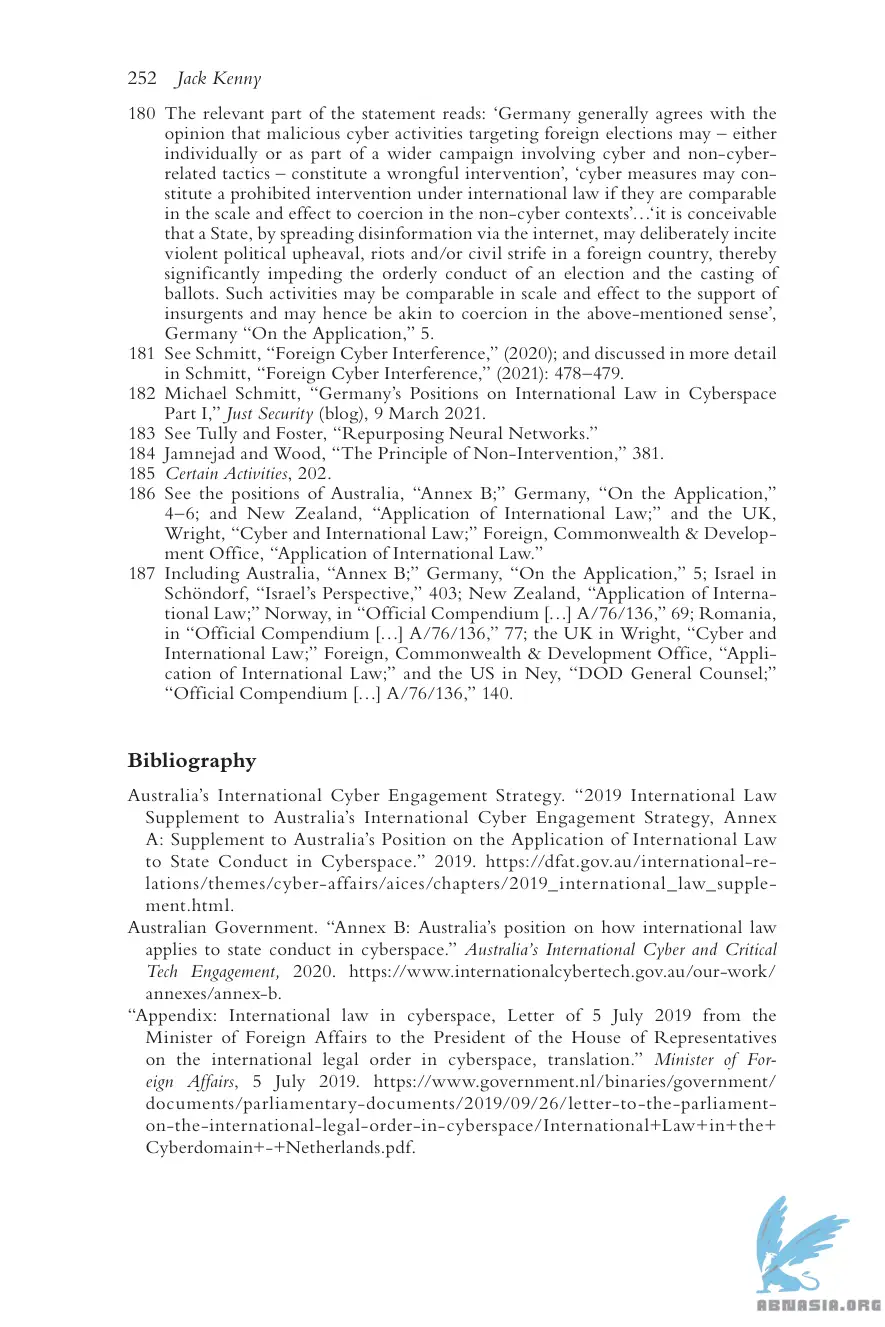 252 Jack Kenny
180 The relevant part of the statement reads: ‘Germany generally agrees with the
opinion that malicious cyber activities targeting foreign elections may – either
individually or as part of a wider campaign involving cyber and non-cyber-
related tactics – constitute a wrongful intervention’, ‘cyber measures may con-
stitute a prohibited intervention under international law if they are comparable
in the scale and effect to coercion in the non-cyber contexts’…‘it is conceivable
that a State, by spreading disinformation via the internet, may deliberately incite
violent political upheaval, riots and/or civil strife in a foreign country, thereby
significantly impeding the orderly conduct of an election and the casting of
ballots. Such activities may be comparable in scale and effect to the support of
insurgents and may hence be akin to coercion in the above-mentioned sense’,
Germany “On the Application,” 5.
181 See Schmitt, “Foreign Cyber Interference,” (2020); and discussed in more detail
in Schmitt, “Foreign Cyber Interference,” (2021): 478–479.
182 Michael Schmitt, “Germany’s Positions on International Law in Cyberspace
Part I,” Just Security (blog), 9 March 2021.
183 See Tully and Foster, “Repurposing Neural Networks.”
184 Jamnejad and Wood, “The Principle of Non-Intervention,” 381.
185 Certain Activities, 202.
186 See the positions of Australia, “Annex B;” Germany, “On the Application,”
4–6; and New Zealand, “Application of International Law;” and the UK,
Wright, “Cyber and International Law;” Foreign, Commonwealth & Develop-
ment Office, “Application of International Law.”
187 Including Australia, “Annex B;” Germany, “On the Application,” 5; Israel in
Schöndorf, “Israel’s Perspective,” 403; New Zealand, “Application of Interna-
tional Law;” Norway, in “Official Compendium […] A/76/136,” 69; Romania,
in “Official Compendium […] A/76/136,” 77; the UK in Wright, “Cyber and
International Law;” Foreign, Commonwealth & Development Office, “Appli-
cation of International Law;” and the US in Ney, “DOD General Counsel;”
“Official Compendium […] A/76/136,” 140.
Bibliography
Australia’s International Cyber Engagement Strategy. “2019 International Law
Supplement to Australia’s International Cyber Engagement Strategy, Annex
A: Supplement to Australia’s Position on the Application of International Law
to State Conduct in Cyberspace.” 2019. https://dfat.gov.au/international-re-
lations/themes/cyber-affairs/aices/chapters/2019_international_law_supple-
ment.html.
Australian Government. “Annex B: Australia’s position on how international law
applies to state conduct in cyberspace.” Australia’s International Cyber and Critical
Tech Engagement, 2020. https://www.internationalcybertech.gov.au/our-work/
annexes/annex-b.
“Appendix: International law in cyberspace, Letter of 5 July 2019 from the
Minister of Foreign Affairs to the President of the House of Representatives
on the international legal order in cyberspace, translation.” Minister of For-
eign Affairs, 5 July 2019. https://www.government.nl/binaries/government/
documents/parliamentary-documents/2019/09/26/letter-to-the-parliament-
on-the-international-legal-order-in-cyberspace/International+Law+in+the+
Cyberdomain+-+Netherlands.pdf.
ABNASIA.ORG